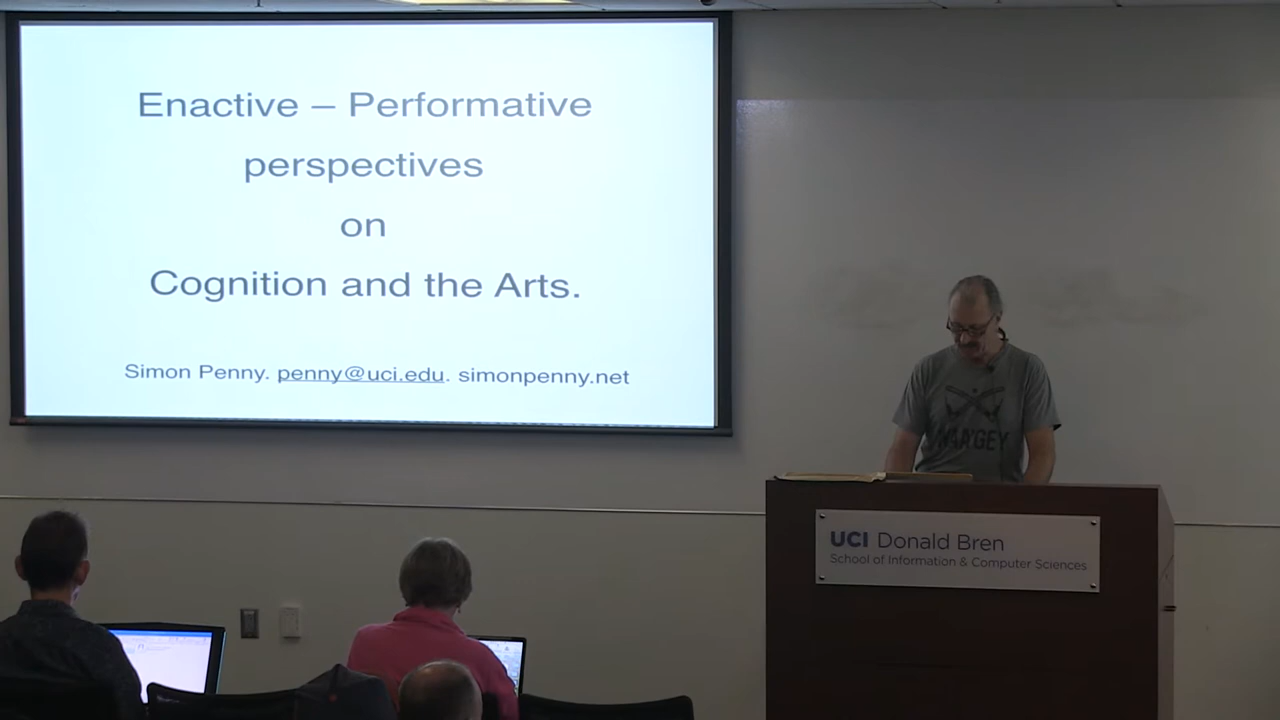 Enactive – Performative
perspectives
on
Cognition and the Arts.
Simon Penny. penny@uci.edu. simonpenny.net
UCI Donald Bren
School of Information & Computer Sciences